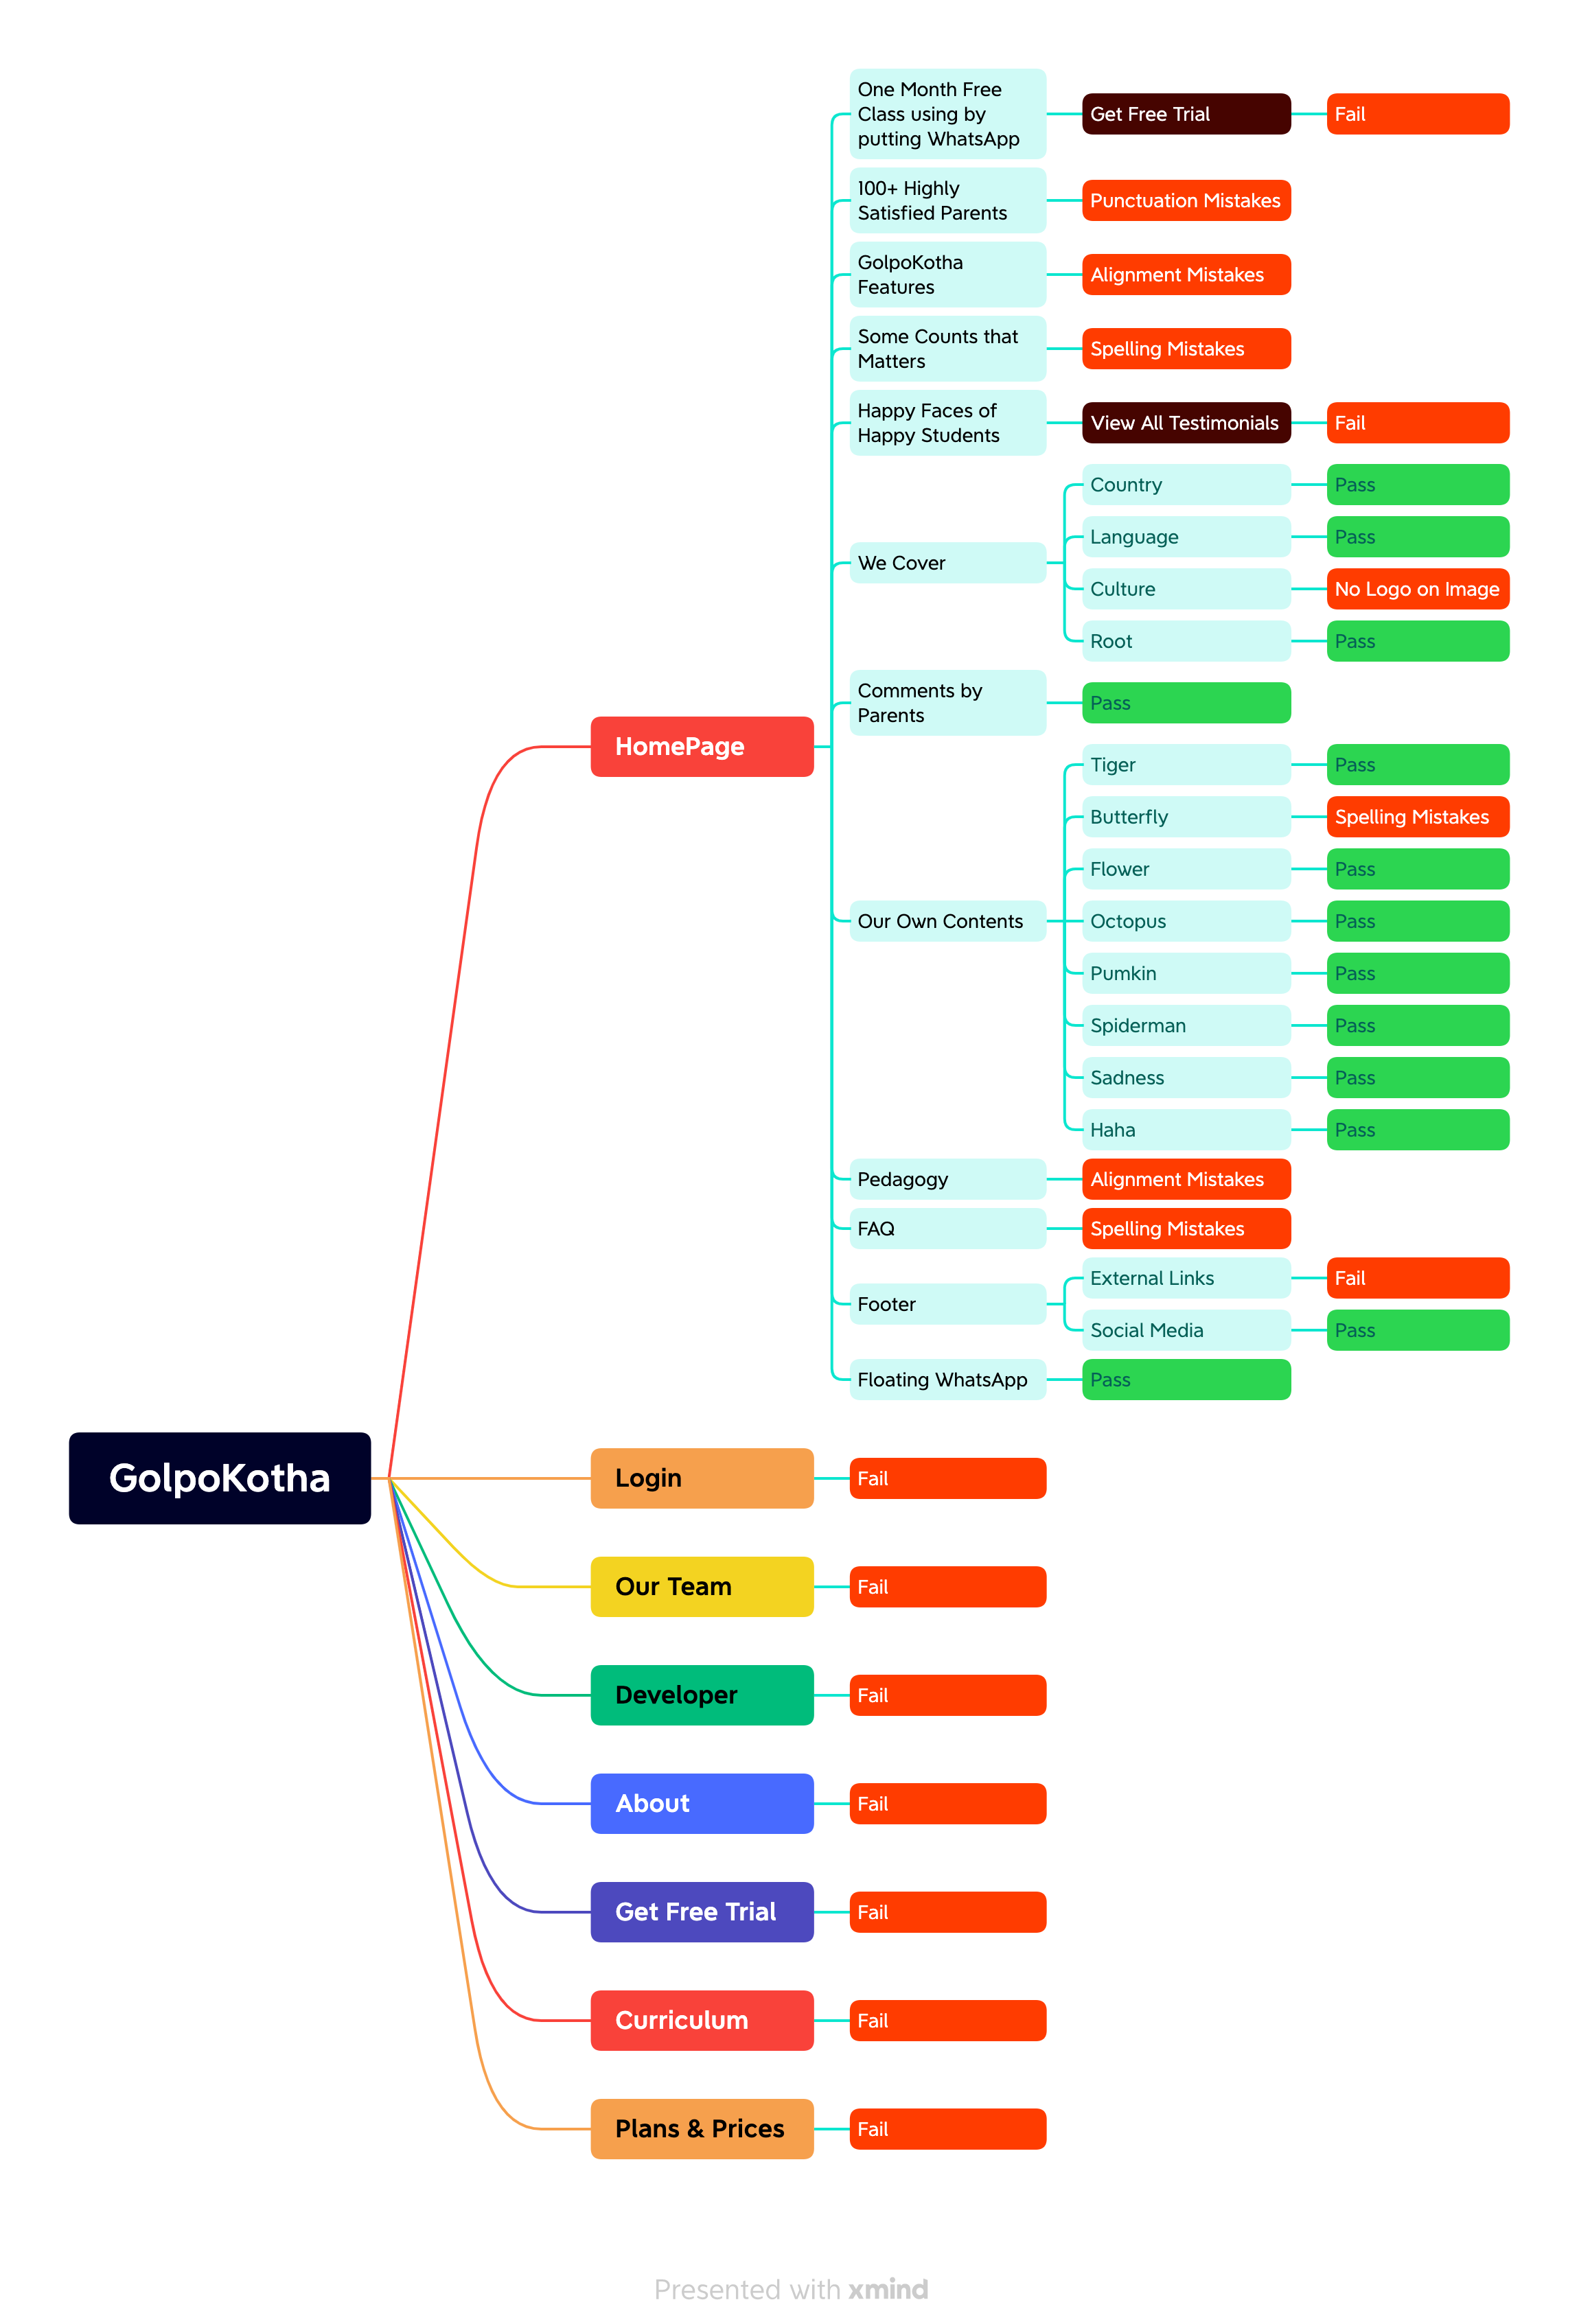 One Month Free
Class using by
putting WhatsApp
Get Free Trial
Fail
100+ Highly
Satisfied Parents
Punctuation Mistakes
GolpoKotha
Features
Alignment Mistakes
Some Counts that
Matters
Spelling Mistakes
Happy Faces of
Happy Students
View All Testimonials
Fail
We Cover
Country
Pass
Language
Pass
Culture
No Logo on Image
Root
Pass
Comments by
Parents
Pass
HomePage
Our Own Contents
Tiger
Pass
Butterfly
Spelling Mistakes
Flower
Pass
Octopus
Pass
Pumkin
Pass
Spiderman
Pass
Sadness
Pass
Haha
Pass
Pedagogy
Alignment Mistakes
FAQ
Spelling Mistakes
Footer
External Links
Fail
Social Media
Pass
Floating WhatsApp
Pass
GolpoKotha
Login
Fail
Our Team
Fail
Developer
Fail
About
Fail
Get Free Trial
Fail
Curriculum
Fail
Plans & Prices
Fail
Presented with xmind